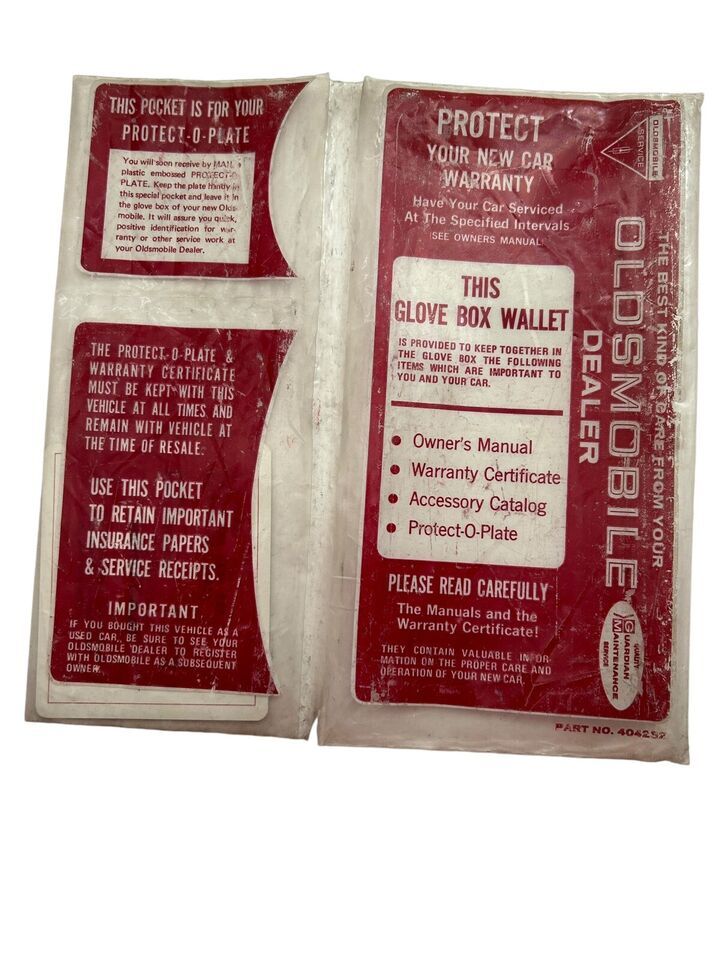 THIS POCKET IS FOR YOUR
PROTECT-O-PLATE
You will soon receive by MAIL a
plastic embossed PROTECT-O-
PLATE. Keep the plate handy in
this special pocket and leave it in
the glove box of your new Olds-
mobile. It will assure you quick,
positive identification for war-
ranty or other service work at
your Oldsmobile Dealer.
THE PROTECT-O-PLATE &
WARRANTY CERTIFICATE
MUST BE KEPT WITH THIS
VEHICLE AT ALL TIMES AND
REMAIN WITH VEHICLE AT
THE TIME OF RESALE.
USE THIS POCKET
TO RETAIN IMPORTANT
INSURANCE PAPERS
& SERVICE RECEIPTS.
IMPORTANT
IF YOU BOUGHT THIS VEHICLE AS A
USED CAR, BE SURE TO SEE YOUR
OLDSMOBILE DEALER TO REGISTER
WITH OLDSMOBILE AS A SUBSEQUENT
OWNER.
PROTECT
YOUR NEW CAR
WARRANTY
Have Your Car Serviced
At The Specified Intervals
(SEE OWNERS MANUAL)
THIS
GLOVE BOX WALLET
IS PROVIDED TO KEEP TOGETHER IN
THE GLOVE BOX THE FOLLOWING
ITEMS WHICH ARE IMPORTANT TO
YOU AND YOUR CAR.
• Owner's Manual
• Warranty Certificate
• Accessory Catalog
• Protect-O-Plate
PLEASE READ CAREFULLY
The Manuals and the
Warranty Certificate!
THEY CONTAIN VALUABLE INFOR-
MATION ON THE PROPER CARE AND
OPERATION OF YOUR NEW CAR.
OLDSMOBILE
SERVICE
THE BEST KIND OF CARE FROM YOUR
OLDSMOBILE
DEALER
QUALITY
GUARDIAN
MAINTENANCE
SERVICE
PART NO. 404292